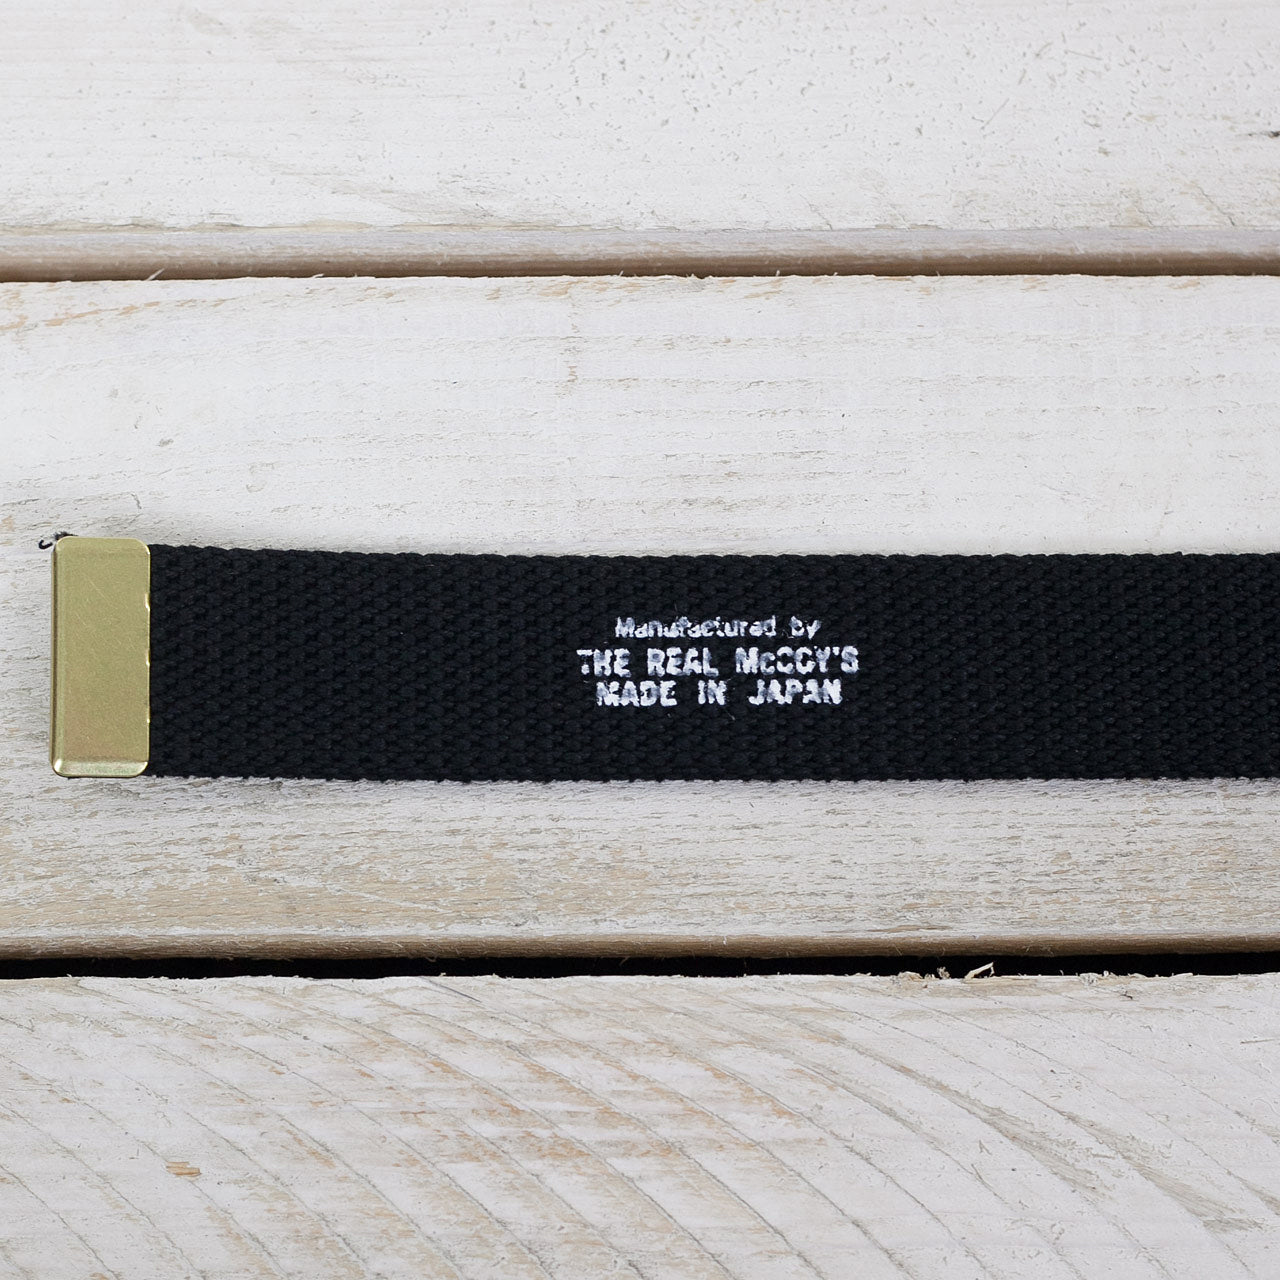 Manufactured by
THE REAL McCOY'S
MADE IN JAPAN